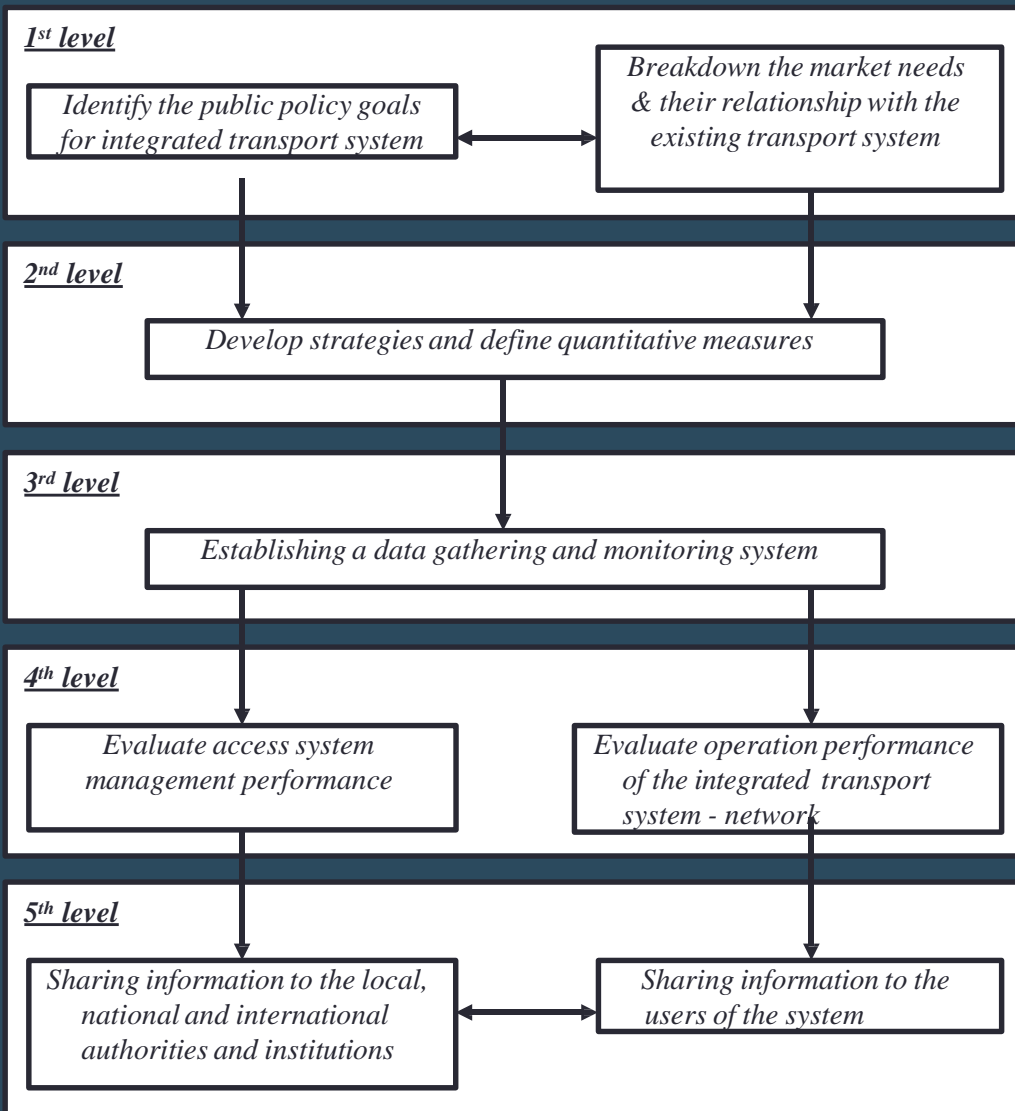 1st level
Identify the public policy goals
for integrated transport system
Breakdown the market needs
& their relationship with the
existing transport system
2nd level
Develop strategies and define quantitative measures
3rd level
Establishing a data gathering and monitoring system
4th level
Evaluate access system
management performance
Evaluate operation performance
of the integrated transport
system - network
5th level
Sharing information to the local,
national and international
authorities and institutions
Sharing information to the
users of the system